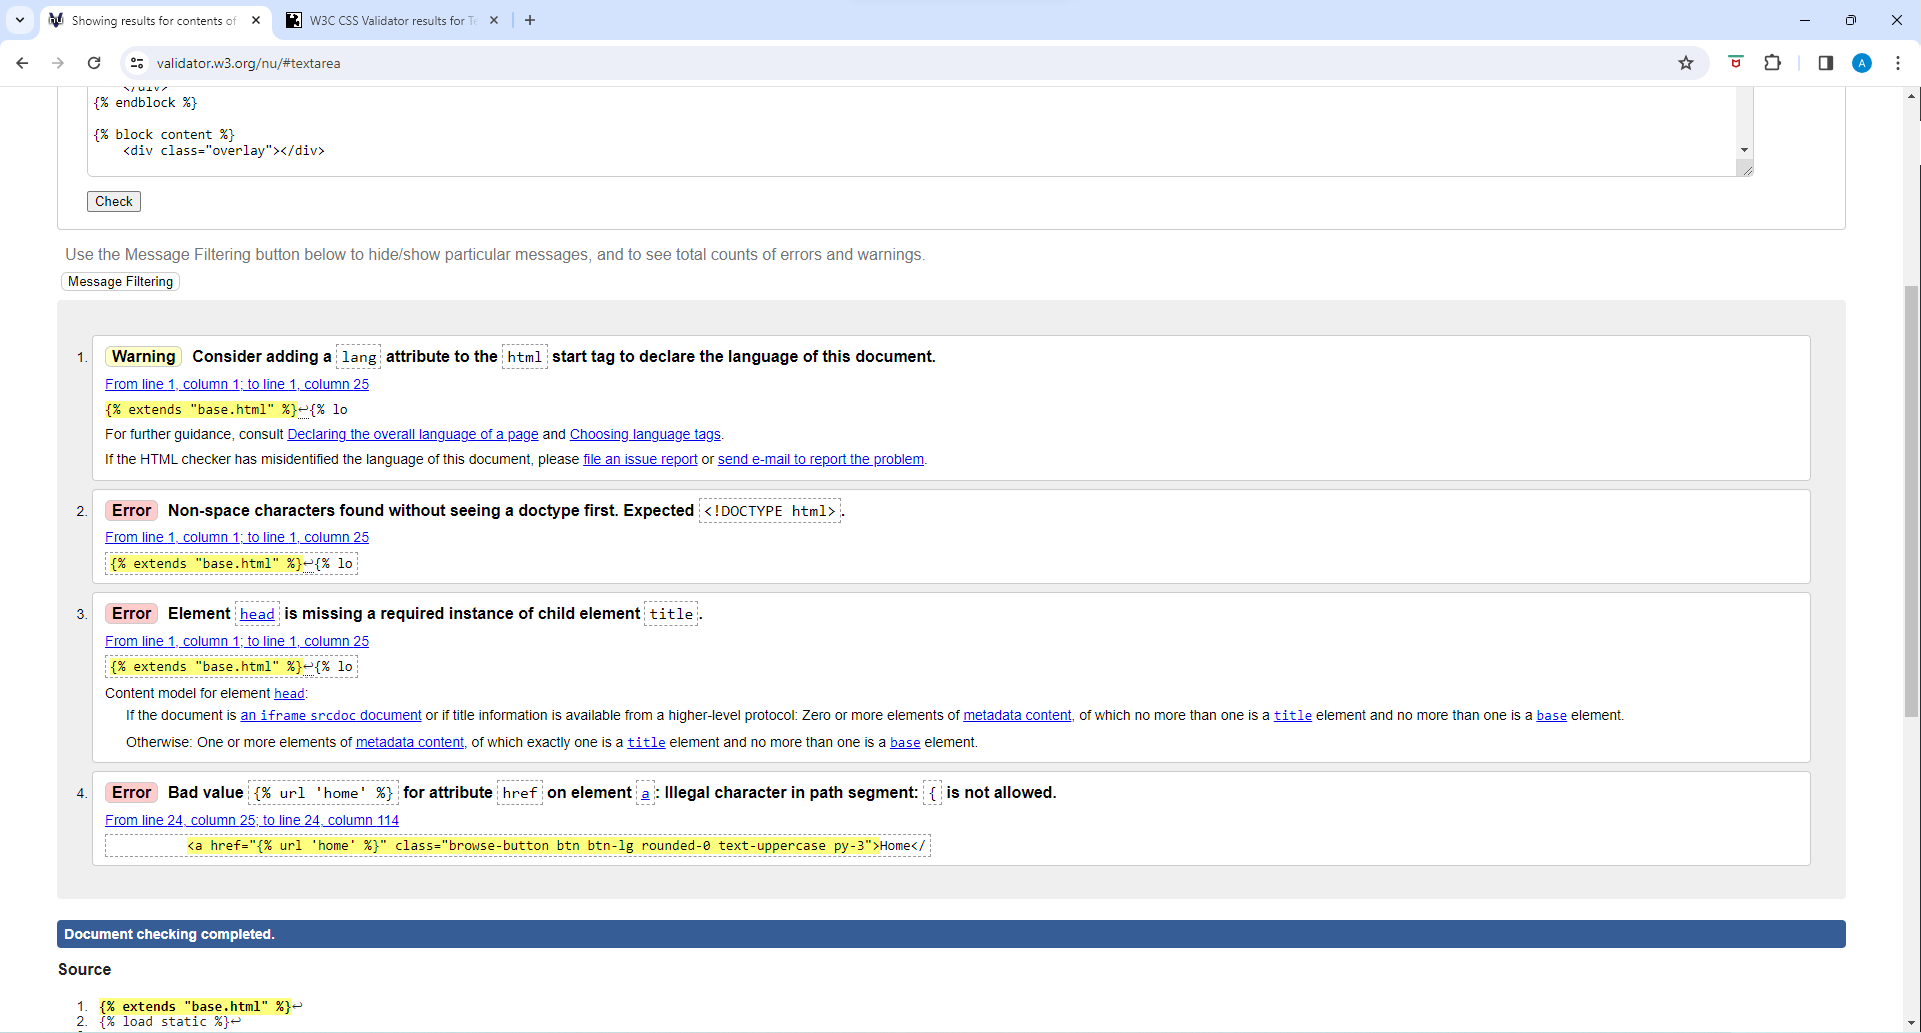 Showing results for contents of
W3C CSS Validator results for Te
validator.w3.org/nu/#textarea
A
</div>
{% endblock %}
{% block content %}
<div class="overlay"></div>
Check
Use the Message Filtering button below to hide/show particular messages, and to see total counts of errors and warnings.
Message Filtering
1. Warning Consider adding a lang attribute to the html start tag to declare the language of this document.
From line 1, column 1; to line 1, column 25
{% extends "base.html" %}↩{% lo
For further guidance, consult Declaring the overall language of a page and Choosing language tags.
If the HTML checker has misidentified the language of this document, please file an issue report or send e-mail to report the problem.
2. Error Non-space characters found without seeing a doctype first. Expected <!DOCTYPE html>.
From line 1, column 1; to line 1, column 25
{% extends "base.html" %}↩{% lo
3. Error Element head is missing a required instance of child element title.
From line 1, column 1; to line 1, column 25
{% extends "base.html" %}↩{% lo
Content model for element head:
If the document is an iframe srcdoc document or if title information is available from a higher-level protocol: Zero or more elements of metadata content, of which no more than one is a title element and no more than one is a base element.
Otherwise: One or more elements of metadata content, of which exactly one is a title element and no more than one is a base element.
4. Error Bad value {% url 'home' %} for attribute href on element a: Illegal character in path segment: { is not allowed.
From line 24, column 25; to line 24, column 114
<a href="{% url 'home' %}" class="browse-button btn btn-lg rounded-0 text-uppercase py-3">Home</
Document checking completed.
Source
1. {% extends "base.html" %}↩
2. {% load static %}↩